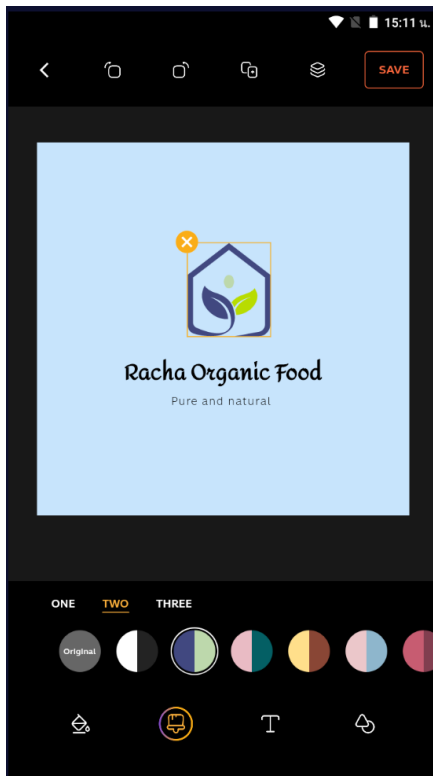 15:11 น.
SAVE
Racha Organic Food
Pure and natural
ONE TWO THREE
Original